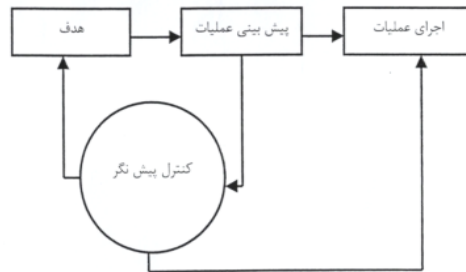 هدف
پیش بینی عملیات
اجرای عملیات
کنترل پیش نگر